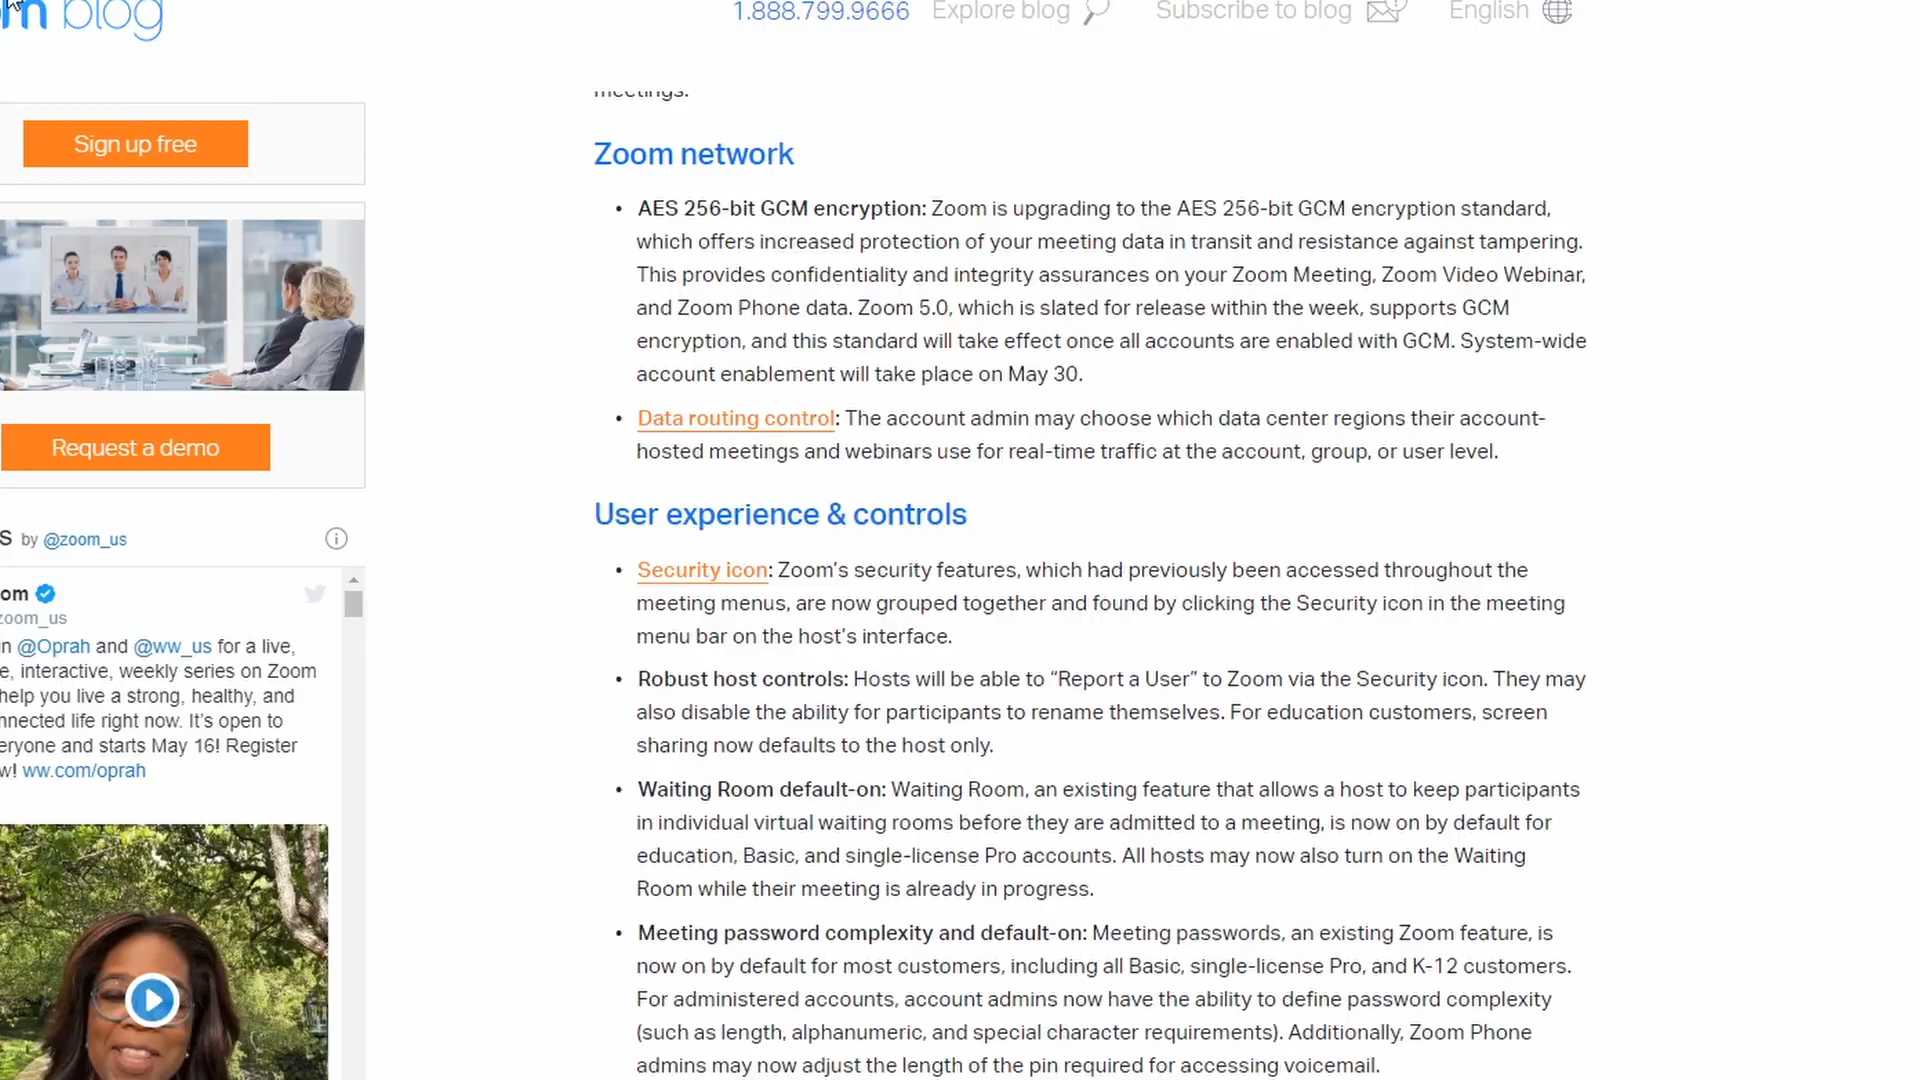 om blog
1.888.799.9666 Explore blog Subscribe to blog English
meetings.
Sign up free
Request a demo
S by @zoom_us
om
zoom_us
in @Oprah and @ww_us for a live,
e, interactive, weekly series on Zoom
help you live a strong, healthy, and
nnected life right now. It's open to
eryone and starts May 16! Register
w! ww.com/oprah
Zoom network
• AES 256-bit GCM encryption: Zoom is upgrading to the AES 256-bit GCM encryption standard,
which offers increased protection of your meeting data in transit and resistance against tampering.
This provides confidentiality and integrity assurances on your Zoom Meeting, Zoom Video Webinar,
and Zoom Phone data. Zoom 5.0, which is slated for release within the week, supports GCM
encryption, and this standard will take effect once all accounts are enabled with GCM. System-wide
account enablement will take place on May 30.
• Data routing control: The account admin may choose which data center regions their account-
hosted meetings and webinars use for real-time traffic at the account, group, or user level.
User experience & controls
• Security icon: Zoom's security features, which had previously been accessed throughout the
meeting menus, are now grouped together and found by clicking the Security icon in the meeting
menu bar on the host's interface.
• Robust host controls: Hosts will be able to “Report a User” to Zoom via the Security icon. They may
also disable the ability for participants to rename themselves. For education customers, screen
sharing now defaults to the host only.
• Waiting Room default-on: Waiting Room, an existing feature that allows a host to keep participants
in individual virtual waiting rooms before they are admitted to a meeting, is now on by default for
education, Basic, and single-license Pro accounts. All hosts may now also turn on the Waiting
Room while their meeting is already in progress.
• Meeting password complexity and default-on: Meeting passwords, an existing Zoom feature, is
now on by default for most customers, including all Basic, single-license Pro, and K-12 customers.
For administered accounts, account admins now have the ability to define password complexity
(such as length, alphanumeric, and special character requirements). Additionally, Zoom Phone
admins may now adjust the length of the pin required for accessing voicemail.